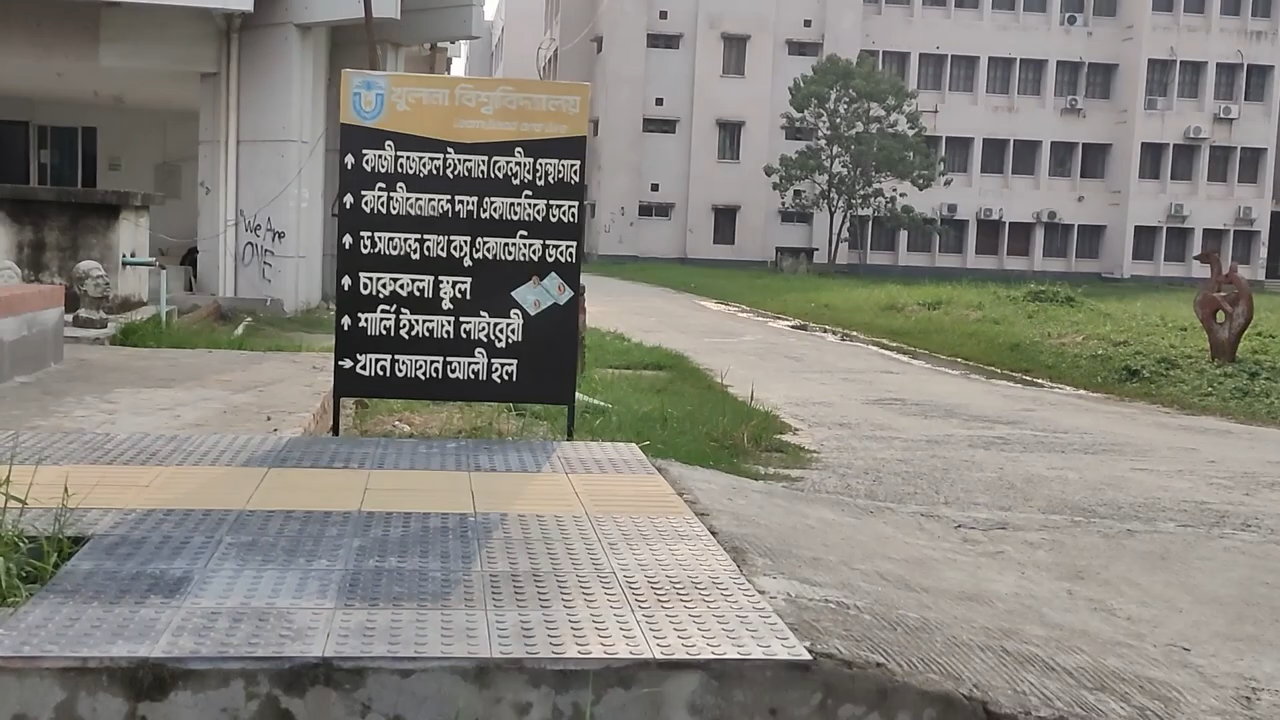 খুলনা বিশ্ববিদ্যালয়
কাজী নজরুল ইসলাম কেন্দ্রীয় গ্রন্থাগার
কবি জীবনানন্দ দাশ একাডেমিক ভবন
ড.সত্যেন্দ্র নাথ বসু একাডেমিক ভবন
চারুকলা স্কুল
শার্লি ইসলাম লাইব্রেরী
খান জাহান আলী হল
"We Are
ONE"